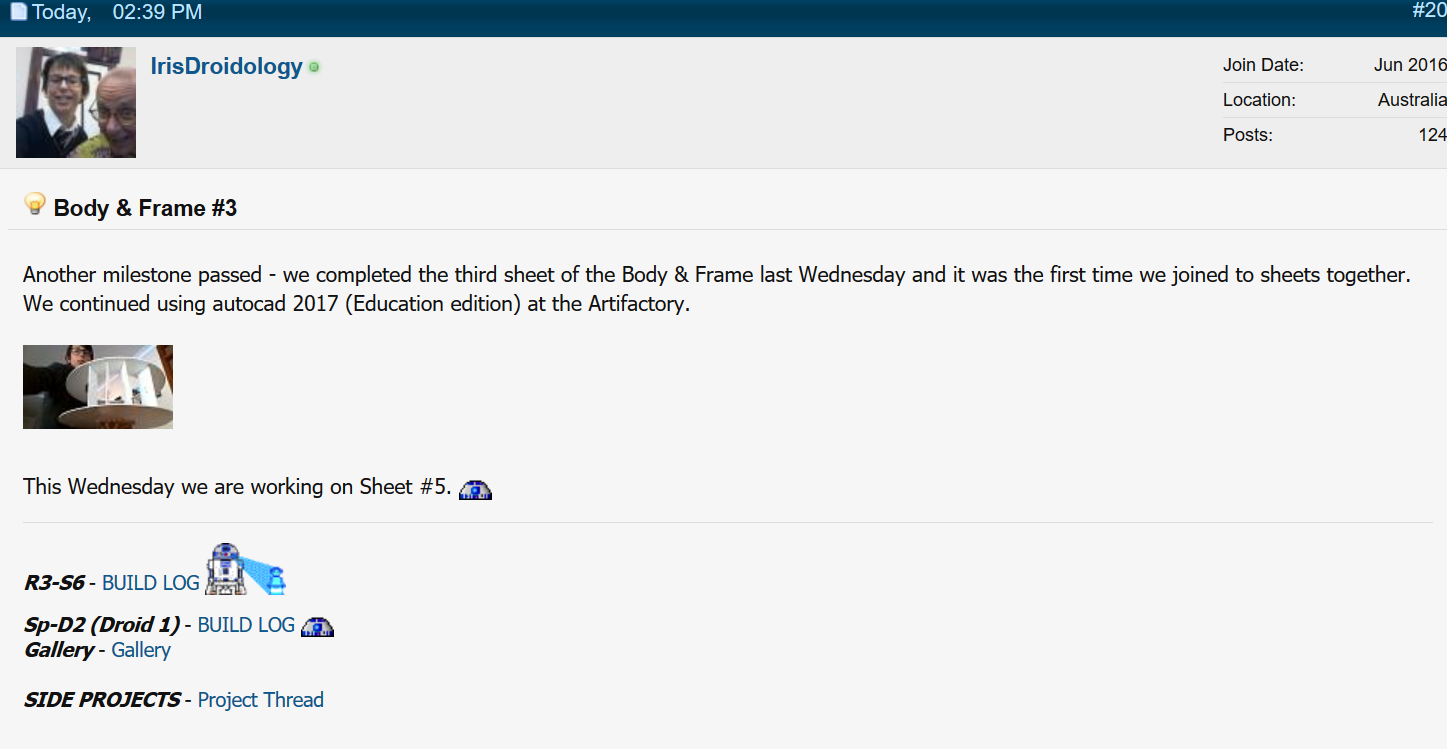 Today, 02:39 PM #20
IrisDroidology
Join Date: Jun 2016
Location: Australia
Posts: 124
Body & Frame #3
Another milestone passed - we completed the third sheet of the Body & Frame last Wednesday and it was the first time we joined to sheets together.
We continued using autocad 2017 (Education edition) at the Artifactory.
This Wednesday we are working on Sheet #5.
R3-S6 - BUILD LOG
Sp-D2 (Droid 1) - BUILD LOG
Gallery - Gallery
SIDE PROJECTS - Project Thread